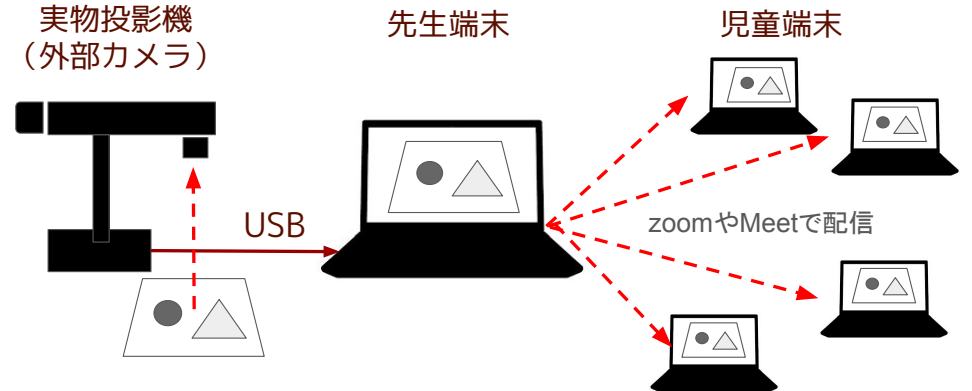 実物投影機
（外部カメラ）
先生端末
児童端末
USB
zoomやMeetで配信